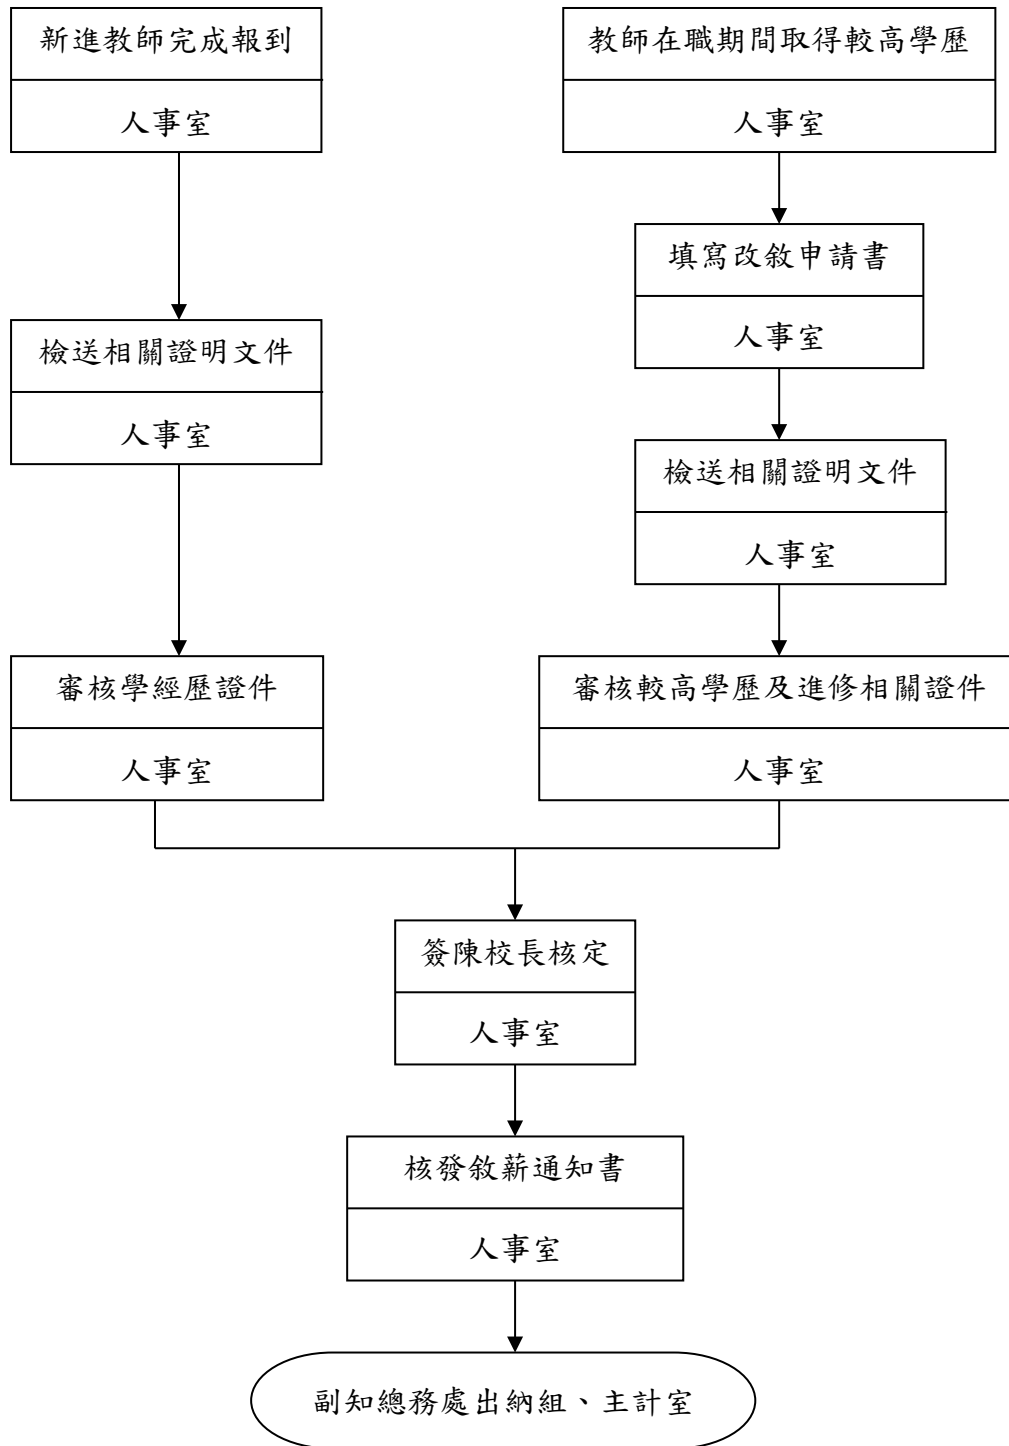 新進教師完成報到
人事室
教師在職期間取得較高學歷
人事室
填寫改敘申請書
人事室
檢送相關證明文件
人事室
檢送相關證明文件
人事室
審核學經歷證件
人事室
審核較高學歷及進修相關證件
人事室
簽陳校長核定
人事室
核發敘薪通知書
人事室
副知總務處出納組、主計室